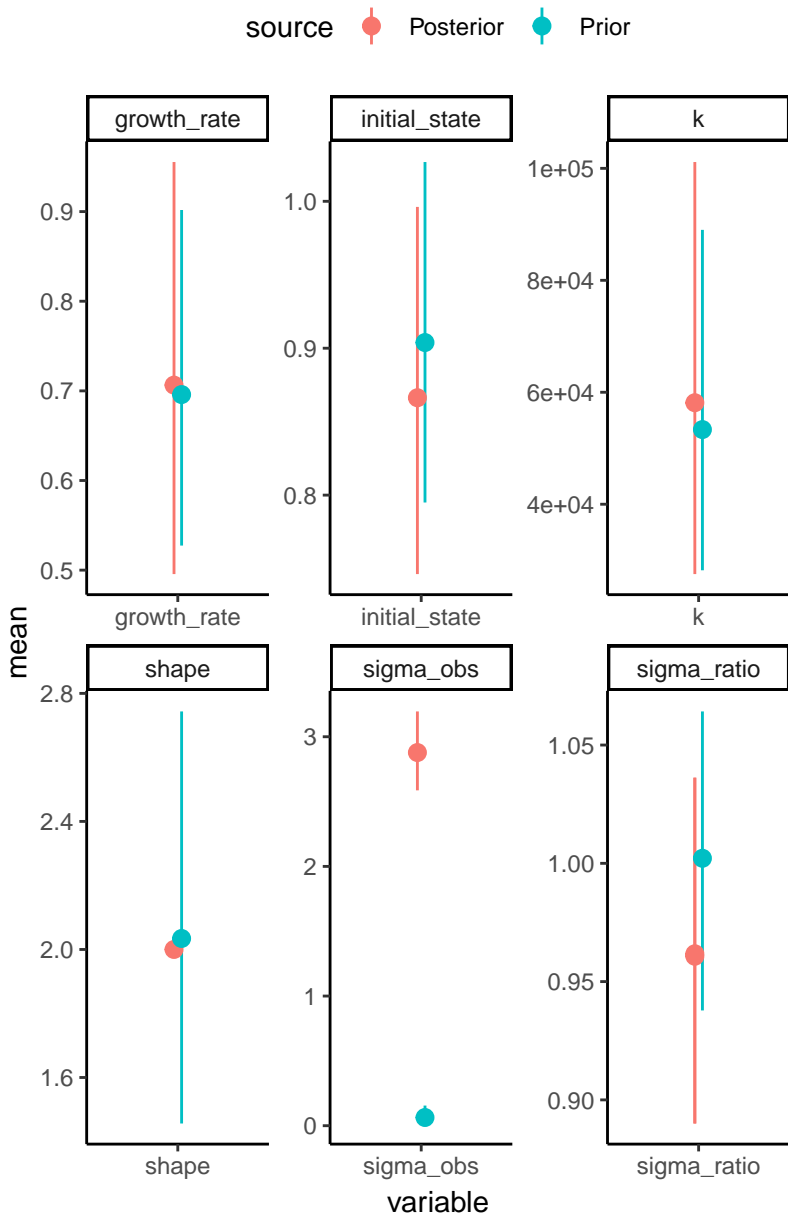 source Posterior Prior
growth_rate initial_state k
0.9
0.8
0.7
0.6
0.5
1.0
0.9
0.8
1e+05
8e+04
6e+04
4e+04
growth_rate initial_state k
mean
shape sigma_obs sigma_ratio
2.8
2.4
2.0
1.6
3
2
1
0
1.05
1.00
0.95
0.90
shape sigma_obs sigma_ratio
variable